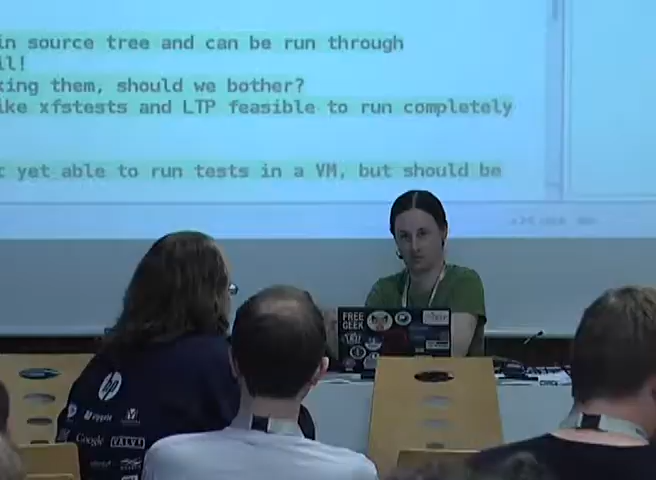 in source tree and can be run through
ll!
king them, should we bother?
ike xfstests and LTP feasible to run completely
t yet able to run tests in a VM, but should be
FREE
GEEK
hp
Google
VALVE